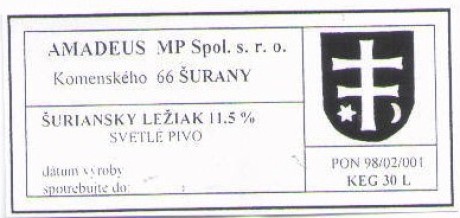 AMADEUS MP Spol. s. r. o.
Komenského 66 ŠURANY
ŠURIANSKY LEŽIAK 11.5 %
SVETLÉ PIVO
dátum výroby
spotrebujte do:
PON 98/02/001
KEG 30 L